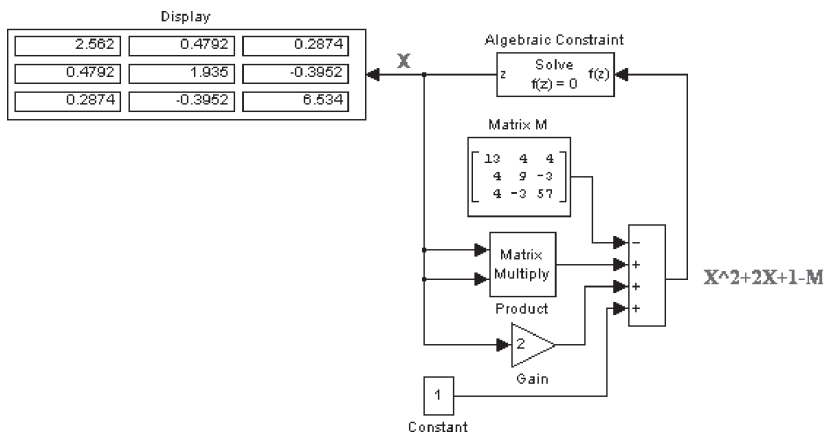 Display
2.562 0.4792 0.2874
0.4792 1.935 -0.3952
0.2874 -0.3952 6.534
X
Algebraic Constraint
z Solve f(z) = 0 f(z)
Matrix M
13 4 4
4 9 -3
4 -3 57
Matrix
Multiply
Product
−
+
+
+
X^2+2X+1-M
2
Gain
1
Constant